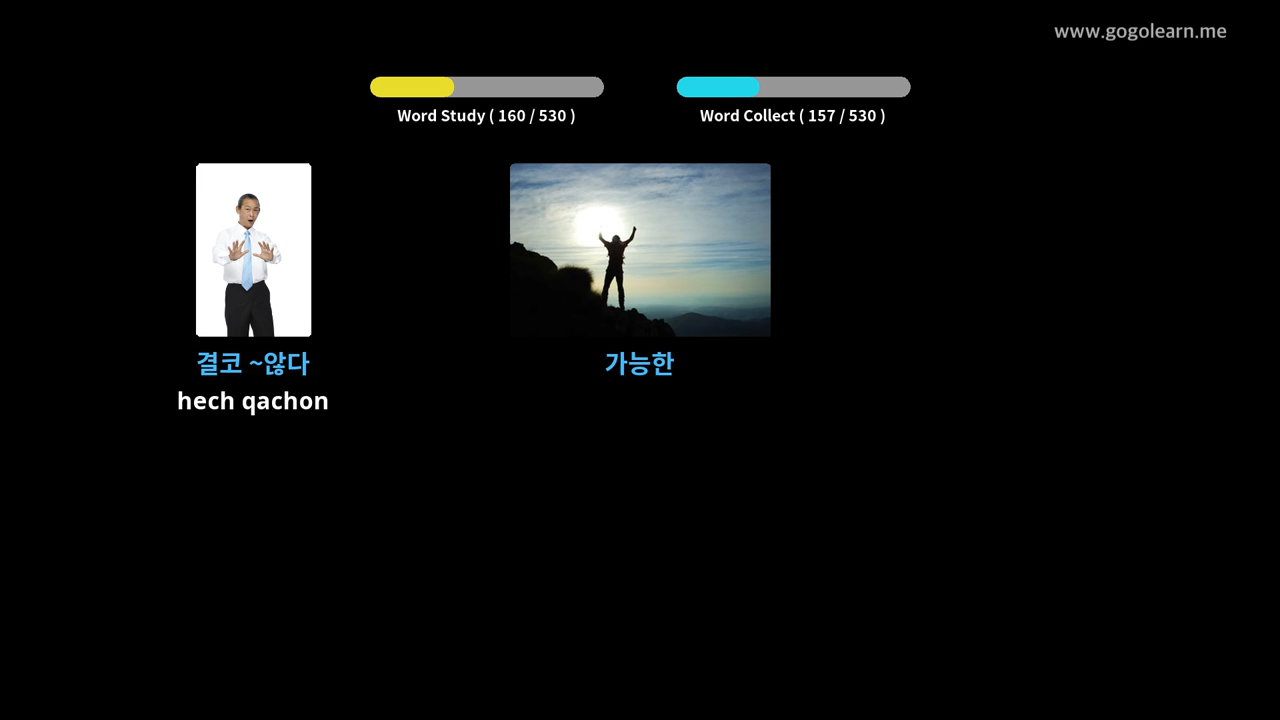 www.gogolearn.me
Word Study ( 160 / 530 )
Word Collect ( 157 / 530 )
결코 ~않다
hech qachon
가능한